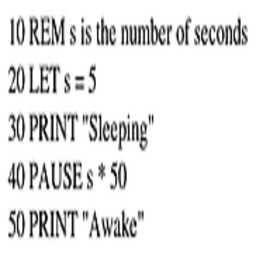 10 REM s is the number of seconds
20 LET s = 5
30 PRINT "Sleeping"
40 PAUSE s * 50
50 PRINT "Awake"